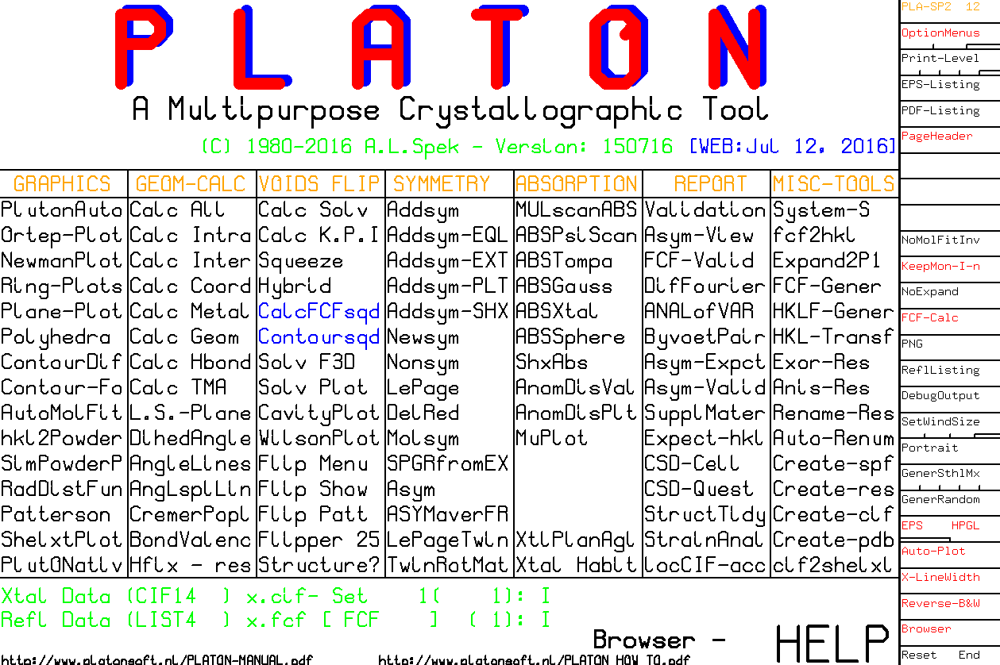 PLATON
A Multipurpose Crystallographic Tool
(C) 1980-2016 A.L.Spek - Version: 150716 [WEB:Jul 12, 2016]
GRAPHICS GEOM-CALC VOIDS FLIP SYMMETRY ABSORPTION REPORT MISC-TOOLS
PlutonAuto Calc All Calc Solv Addsym MULscanABS Validation System-S
Ortep-Plot Calc Intra Calc K.P.I Addsym-EQL ABSPsiScan Asym-View fcf2hkl
NewmanPlot Calc Inter Squeeze Addsym-EXT ABSTompa FCF-Valid Expand2P1
Ring-Plots Calc Coord Hybrid Addsym-PLT ABSGauss DifFourier FCF-Gener
Plane-Plot Calc Metal CalcFCFsqd Addsym-SHX ABSXtal ANALofVAR HKLF-Gener
Polyhedra Calc Geom Contoursqd Newsym ABSSphere ByvoetPair HKL-Transf
ContourDif Calc Hbond Solv F3D Nonsym ShxAbs Asym-Expct Exor-Res
Contour-Fo Calc TMA Solv Plot LePage AnomDisVal Asym-Valid Anis-Res
AutoMolFit L.S.-Plane CavityPlot DelRed AnomDisPlt SupplMater Rename-Res
hkl2Powder DihedAngle WilsonPlot Molsym MuPlot Expect-hkl Auto-Renum
SimPowderP AngleLines Flip Menu SPGRfromEX CSD-Cell Create-spf
RadDistFun AngLsplLin Flip Show Asym CSD-Quest Create-res
Patterson CremerPopl Flip Patt ASYMaverFR StructTidy Create-cif
ShelxtPlot BondValenc Flipper 25 LePageTwin XtlPlanAgl StrainAnal Create-pdb
PlutONativ Hfix - res Structure? TwinRotMat Xtal Habit locCIF-acc cif2shelxl
Xtal Data (CIF14 ) x.cif- Set 1( 1): I
Refl Data (LIST4 ) x.fcf [ FCF ] ( 1): I
Browser - HELP
http://www.platonsoft.nl/PLATON-MANUAL.pdf http://www.platonsoft.nl/PLATON_HOW_TO.pdf
PLA-SP2 12
OptionMenus
Print-Level
EPS-Listing
PDF-Listing
PageHeader
NoMolFitInv
KeepMon-I-n
NoExpand
FCF-Calc
PNG
ReflListing
DebugOutput
SetWindSize
Portrait
GenerSthlMx
GenerRandom
EPS HPGL
Auto-Plot
X-LineWidth
Reverse-B&W
Browser
Reset End